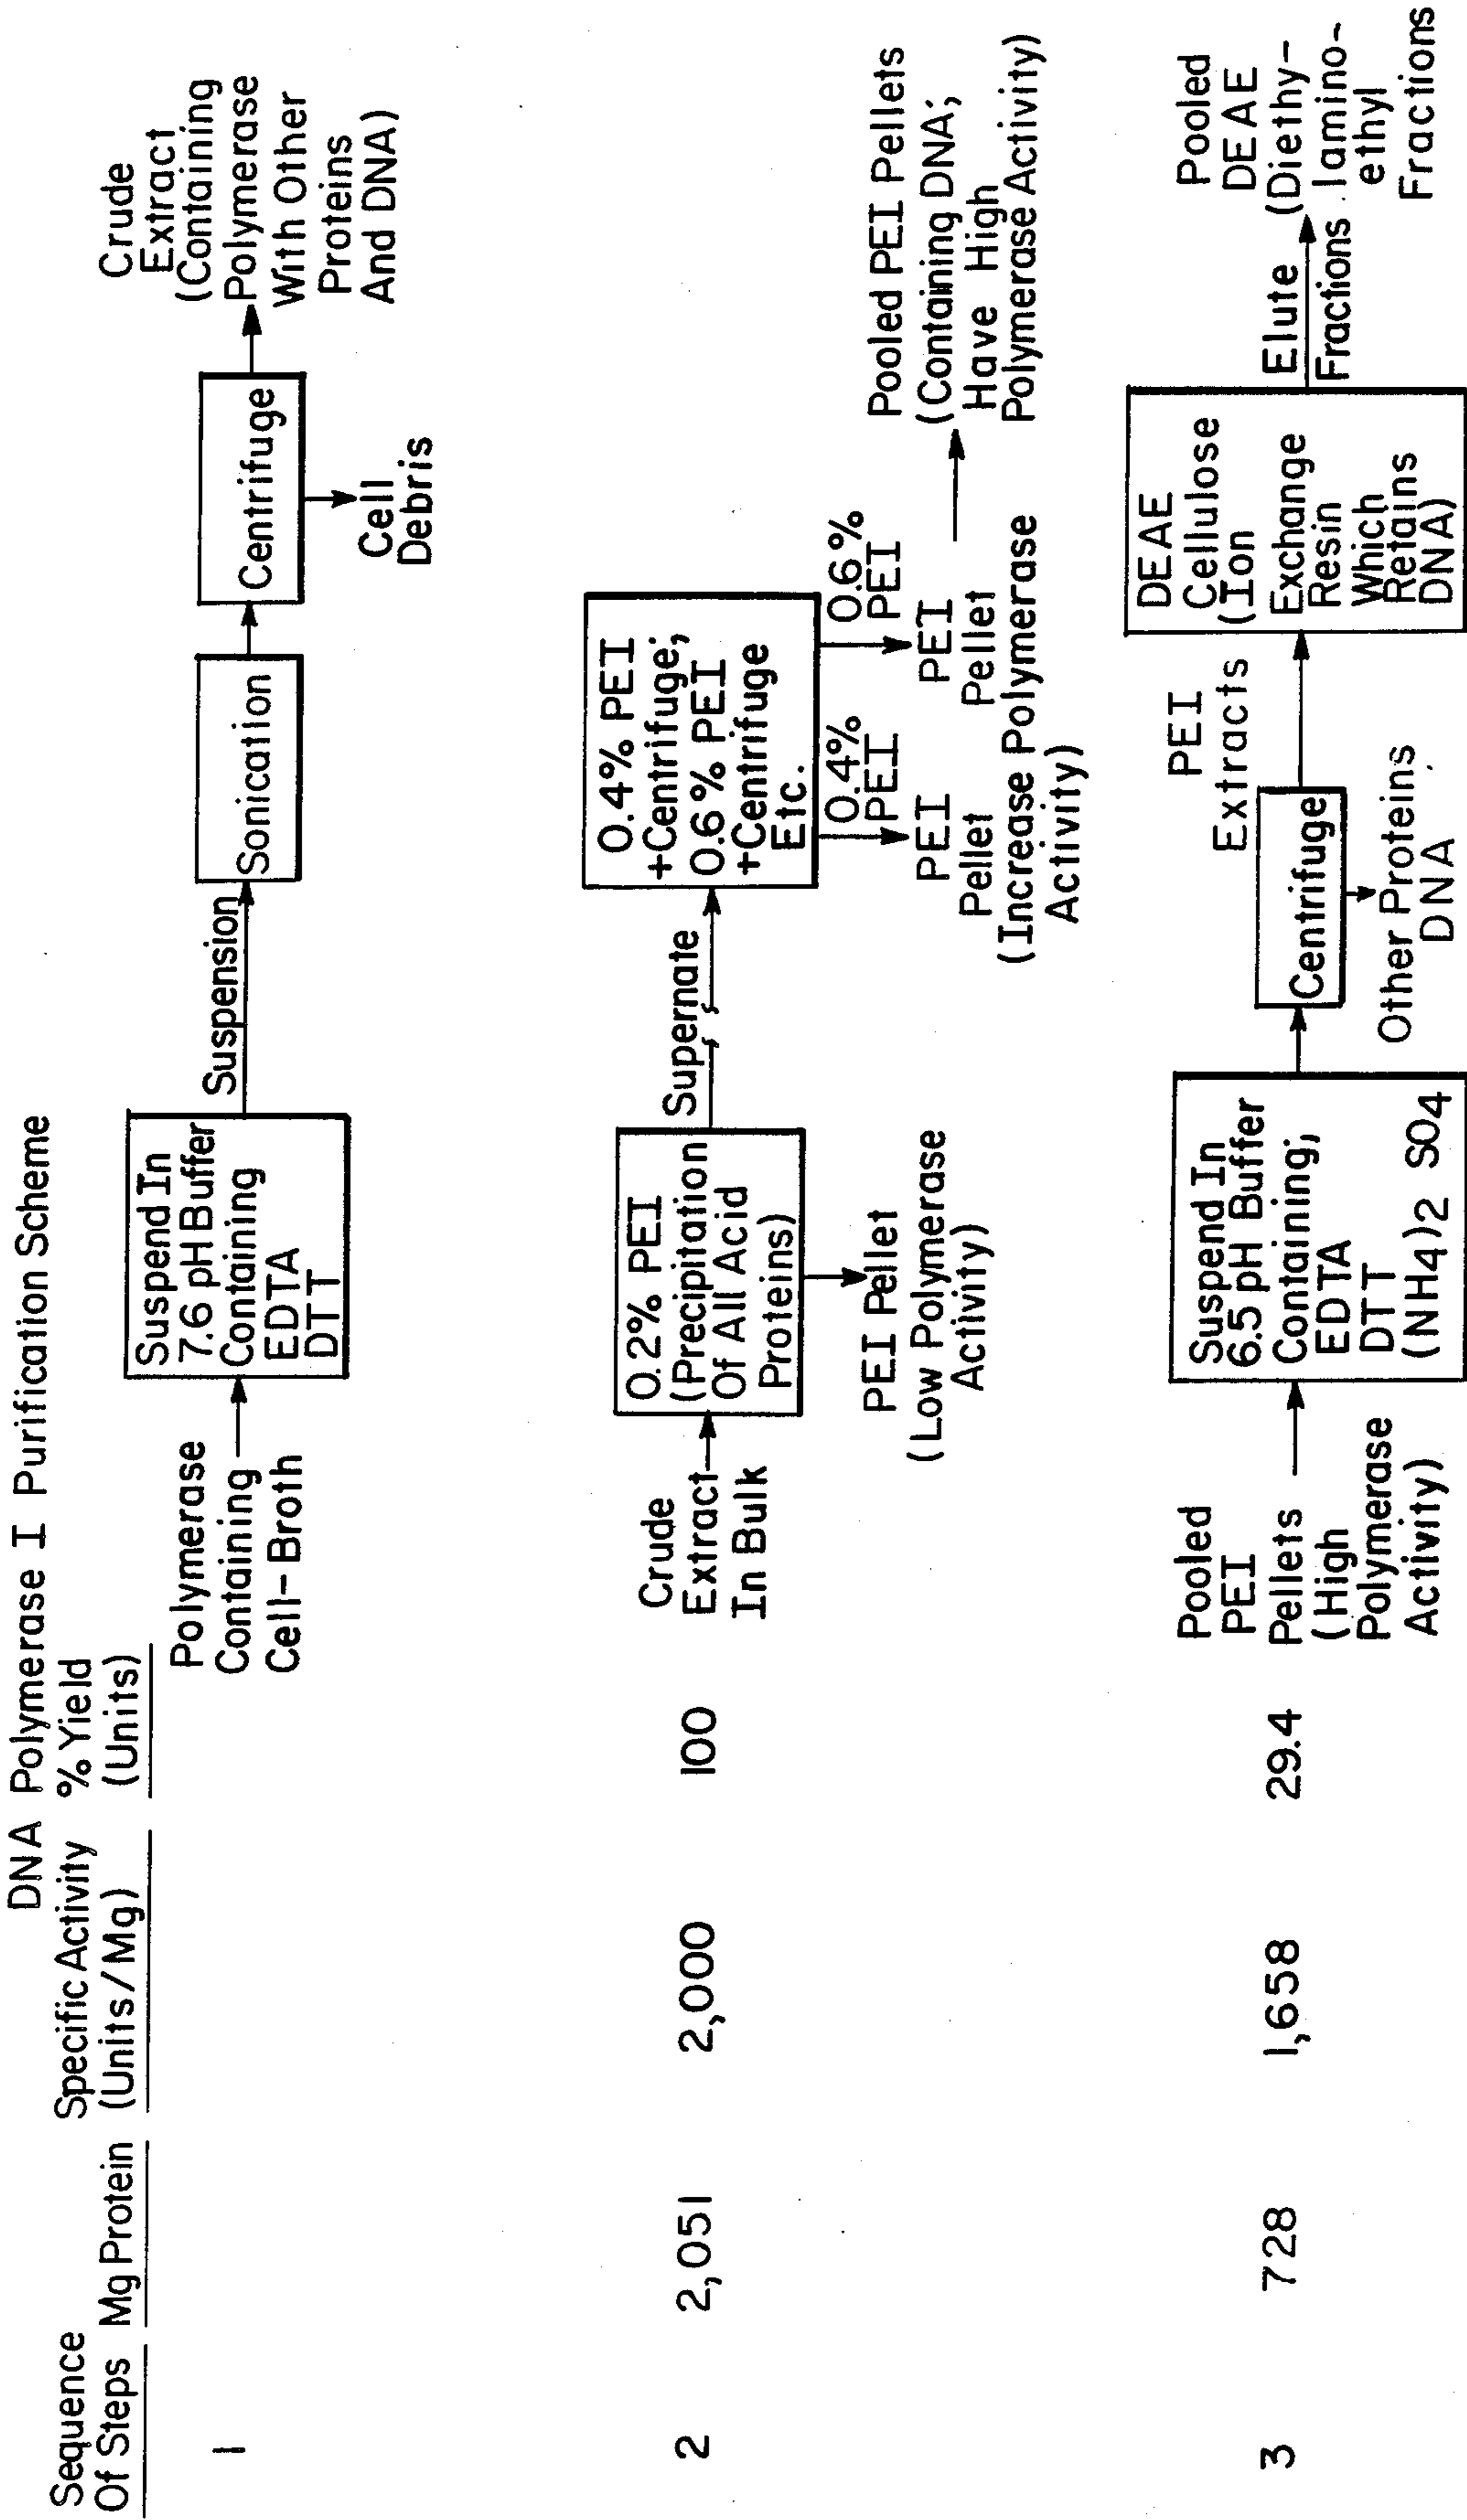 DNA Polymerase I Purification Scheme
Sequence
Of Steps
Mg Protein
Specific Activity
(Units/Mg)
% Yield
(Units)
1
Polymerase
Containing
Cell-Broth
Suspend In
7.6 pH Buffer
Containing
EDTA
DTT
Suspension
Sonication
Centrifuge
Cell
Debris
Crude
Extract
(Containing
Polymerase
With Other
Proteins
And DNA)
2
2,051
2,000
100
Crude
Extract
In Bulk
0.2% PEI
(Precipitation
Of All Acid
Proteins)
PEI Pellet
(Low Polymerase
Activity)
Supernate
0.4% PEI
+Centrifuge;
0.6% PEI
+Centrifuge
Etc.
0.4%
PEI
PEI
Pellet
0.6%
PEI
PEI
Pellet
(Increase Polymerase
Activity)
Pooled PEI Pellets
(Containing DNA;
Have High
Polymerase Activity)
3
728
1,658
29.4
Pooled
PEI
Pellets
(High
Polymerase
Activity)
Suspend In
6.5 pH Buffer
Containing;
EDTA
DTT
(NH4)2 SO4
Centrifuge
Other Proteins
DNA
PEI
Extracts
DEAE
Cellulose
(Ion
Exchange
Resin
Which
Retains
DNA)
Elute
Fractions
Pooled
DEAE
(Diethy-
lamino-
ethyl
Fractions